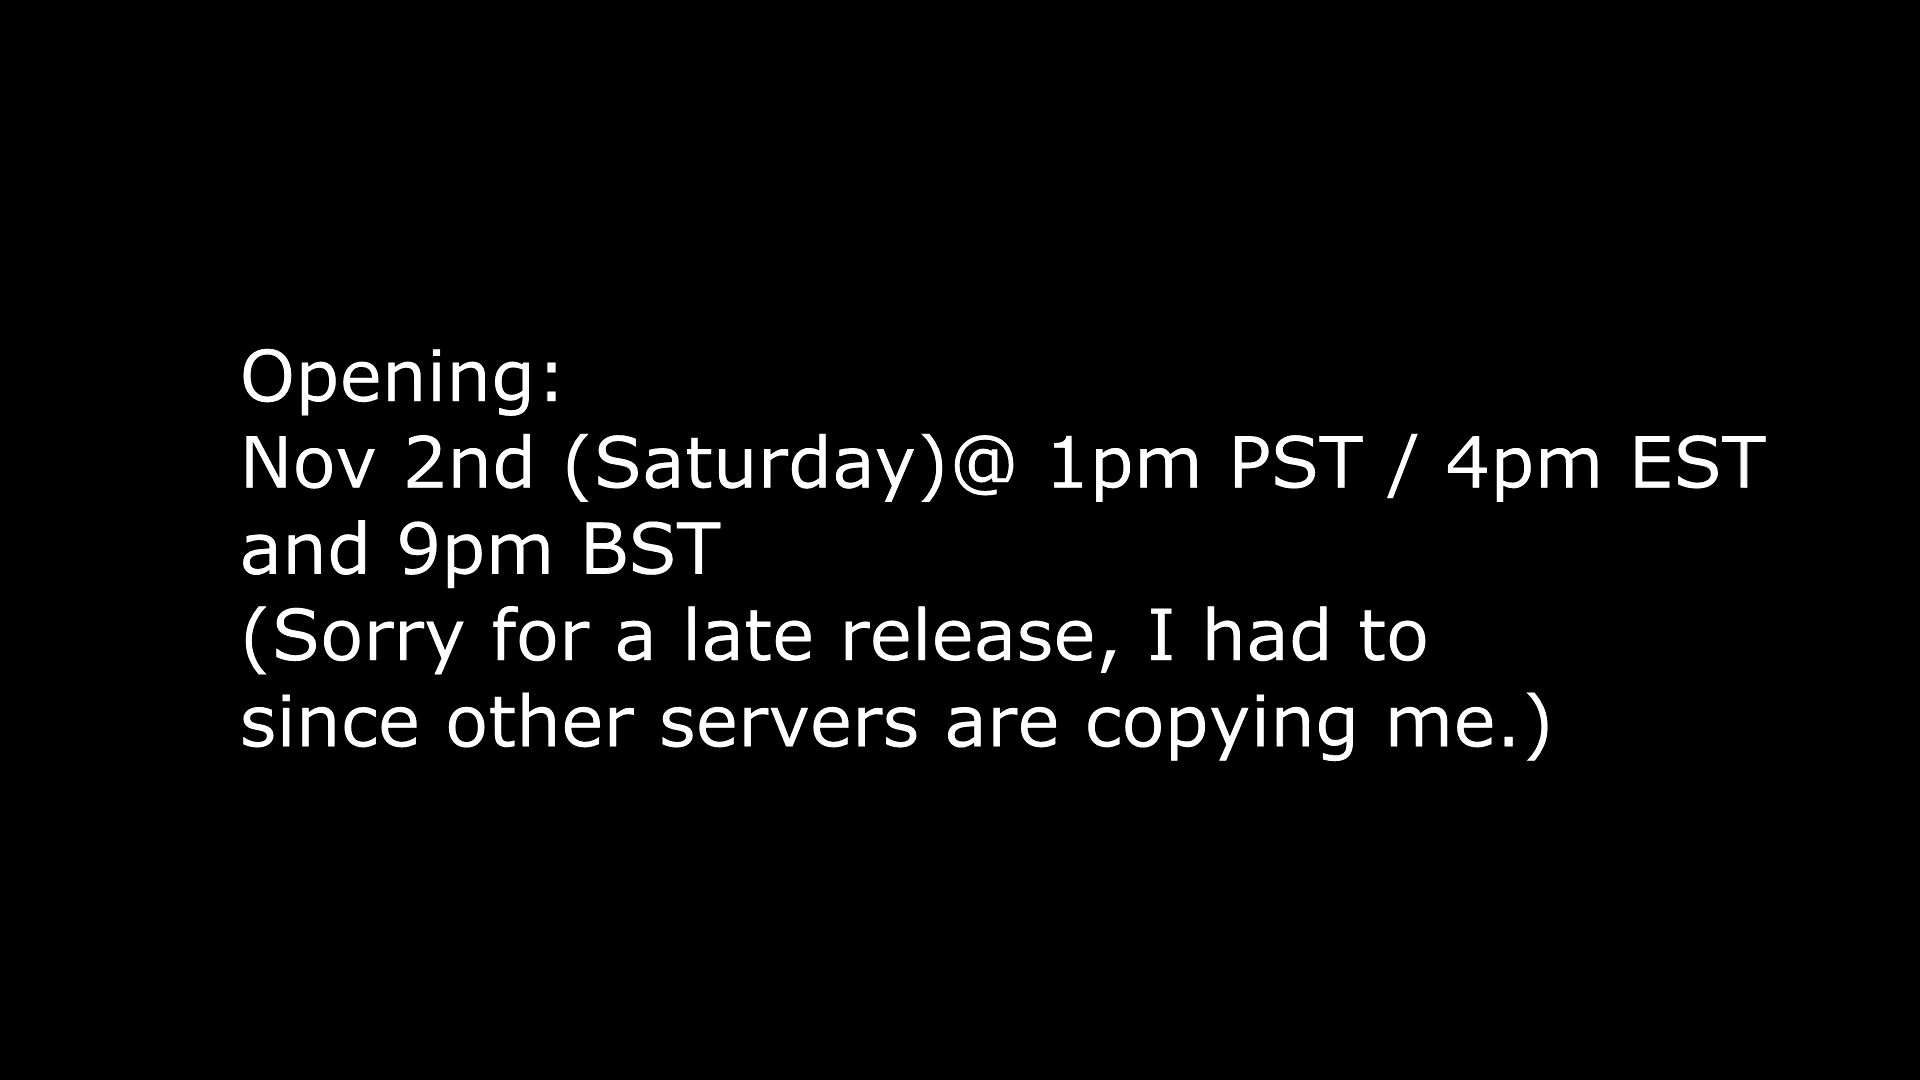 Opening:
Nov 2nd (Saturday)@ 1pm PST / 4pm EST
and 9pm BST
(Sorry for a late release, I had to
since other servers are copying me.)